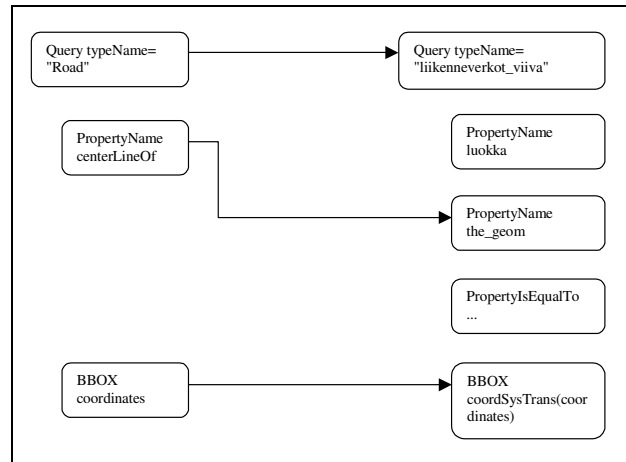 Query typeName=
"Road"
Query typeName=
"liikenneverkot_viiva"
PropertyName
centerLineOf
PropertyName
luokka
PropertyName
the_geom
PropertyIsEqualTo
...
BBOX
coordinates
BBOX
coordSysTrans(coor
dinates)